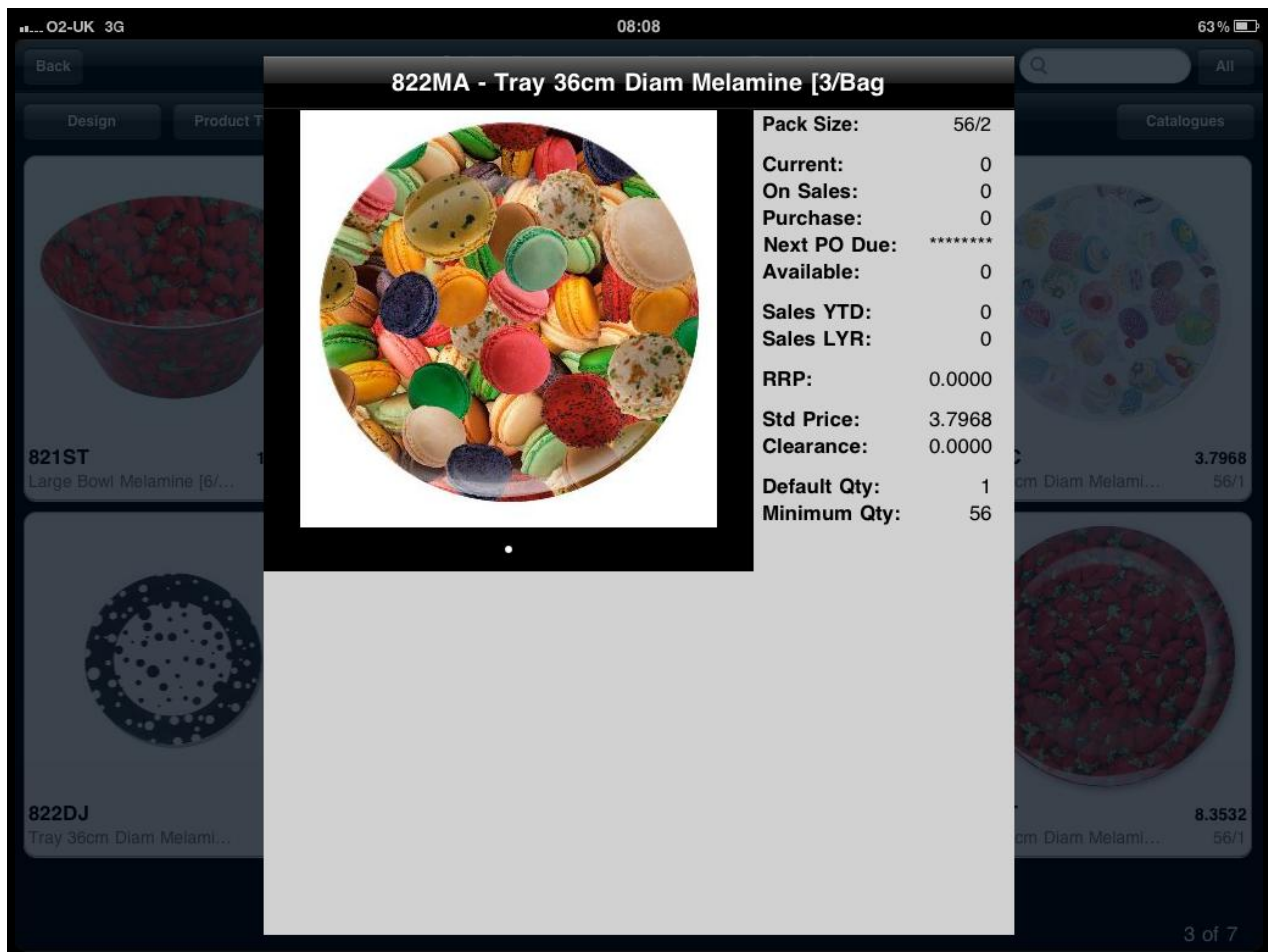 O2-UK 3G 08:08 63%
Back All
822MA - Tray 36cm Diam Melamine [3/Bag
Design Product T Catalogues
Pack Size: 56/2
Current: 0
On Sales: 0
Purchase: 0
Next PO Due: ********
Available: 0
Sales YTD: 0
Sales LYR: 0
RRP: 0.0000
Std Price: 3.7968
Clearance: 0.0000
Default Qty: 1
Minimum Qty: 56
821ST 1
Large Bowl Melamine [6/...
3.7968
cm Diam Melami... 56/1
822DJ
Tray 36cm Diam Melami...
8.3532
cm Diam Melami... 56/1
3 of 7